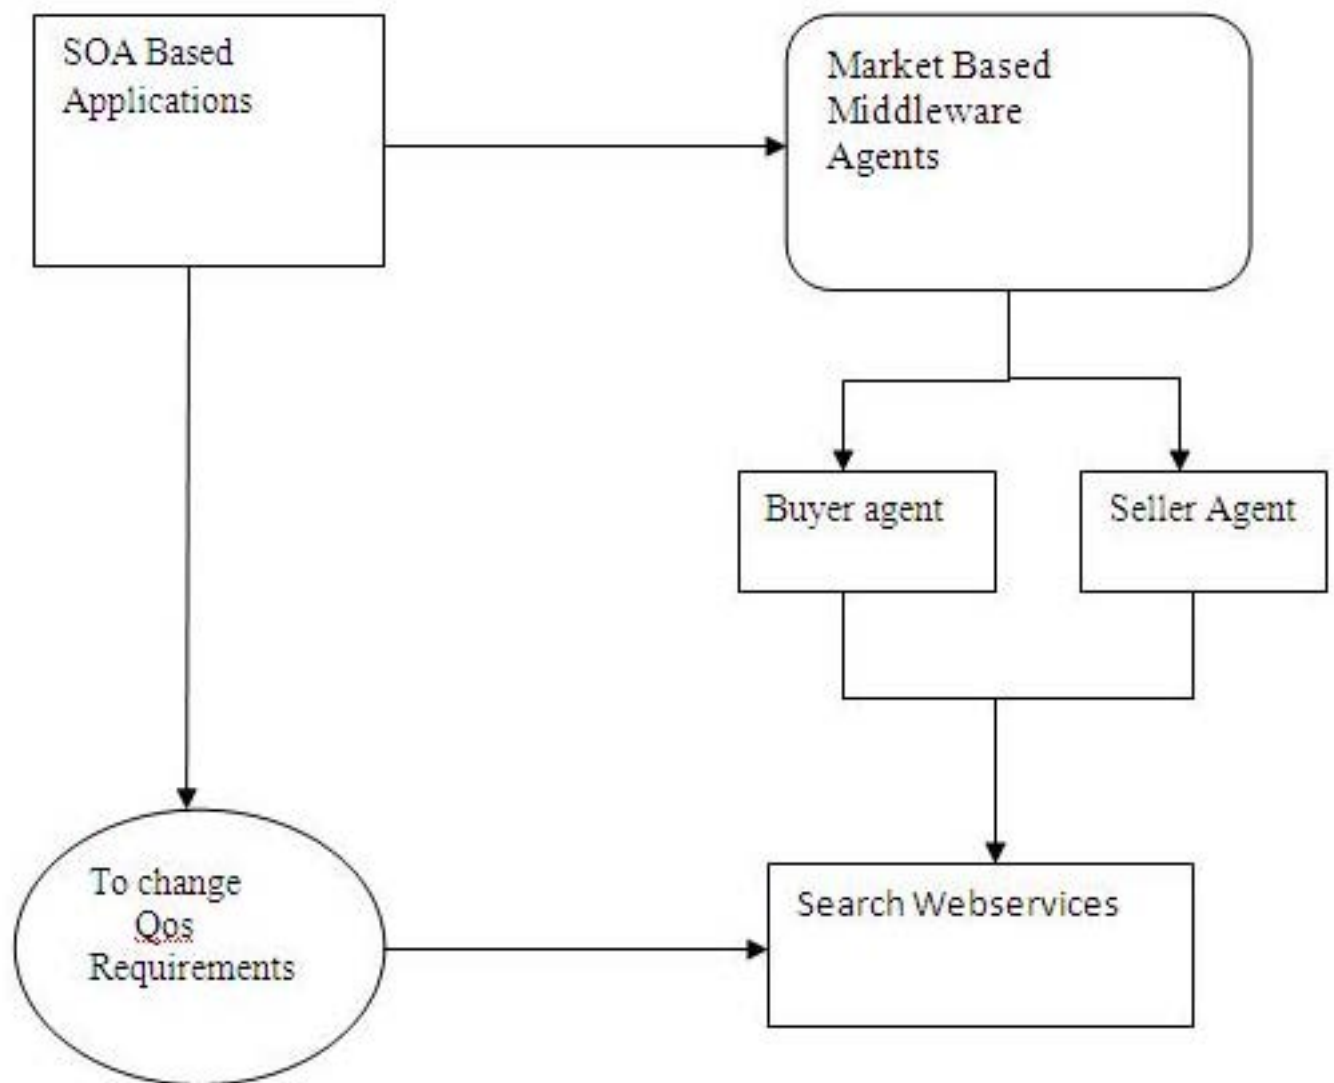 SOA Based
Applications
Market Based
Middleware
Agents
Buyer agent
Seller Agent
To change
Qos
Requirements
Search Webservices